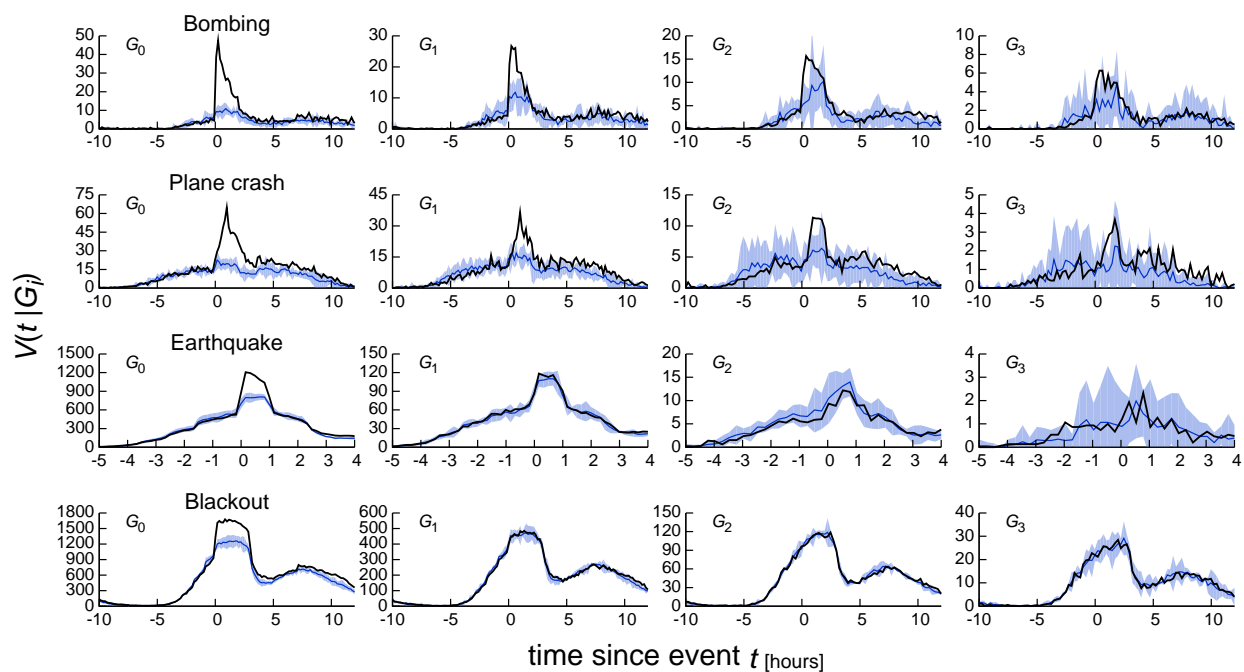 Bombing
G0 G1 G2 G3
50 40 30 20 10 0
30 20 10 0
20 15 10 5 0
10 8 6 4 2 0
-10 -5 0 5 10 -10 -5 0 5 10 -10 -5 0 5 10 -10 -5 0 5 10
Plane crash
G0 G1 G2 G3
75 60 45 30 15 0
45 30 15 0
15 10 5 0
5 4 3 2 1 0
-10 -5 0 5 10 -10 -5 0 5 10 -10 -5 0 5 10 -10 -5 0 5 10
V(t |Gi)
Earthquake
G0 G1 G2 G3
1500 1200 900 600 300 0
150 120 90 60 30 0
20 15 10 5 0
4 3 2 1 0
-5 -4 -2 -1 0 1 2 3 4 -5 -4 -2 -1 0 1 2 3 4 -5 -4 -2 -1 0 1 2 3 4 -5 -4 -2 -1 0 1 2 3 4
Blackout
G0 G1 G2 G3
1800 1500 1200 900 600 300 0
600 500 400 300 200 100 0
150 120 90 60 30 0
40 30 20 10 0
-10 -5 0 5 10 -10 -5 0 5 10 -10 -5 0 5 10 -10 -5 0 5 10
time since event t [hours]